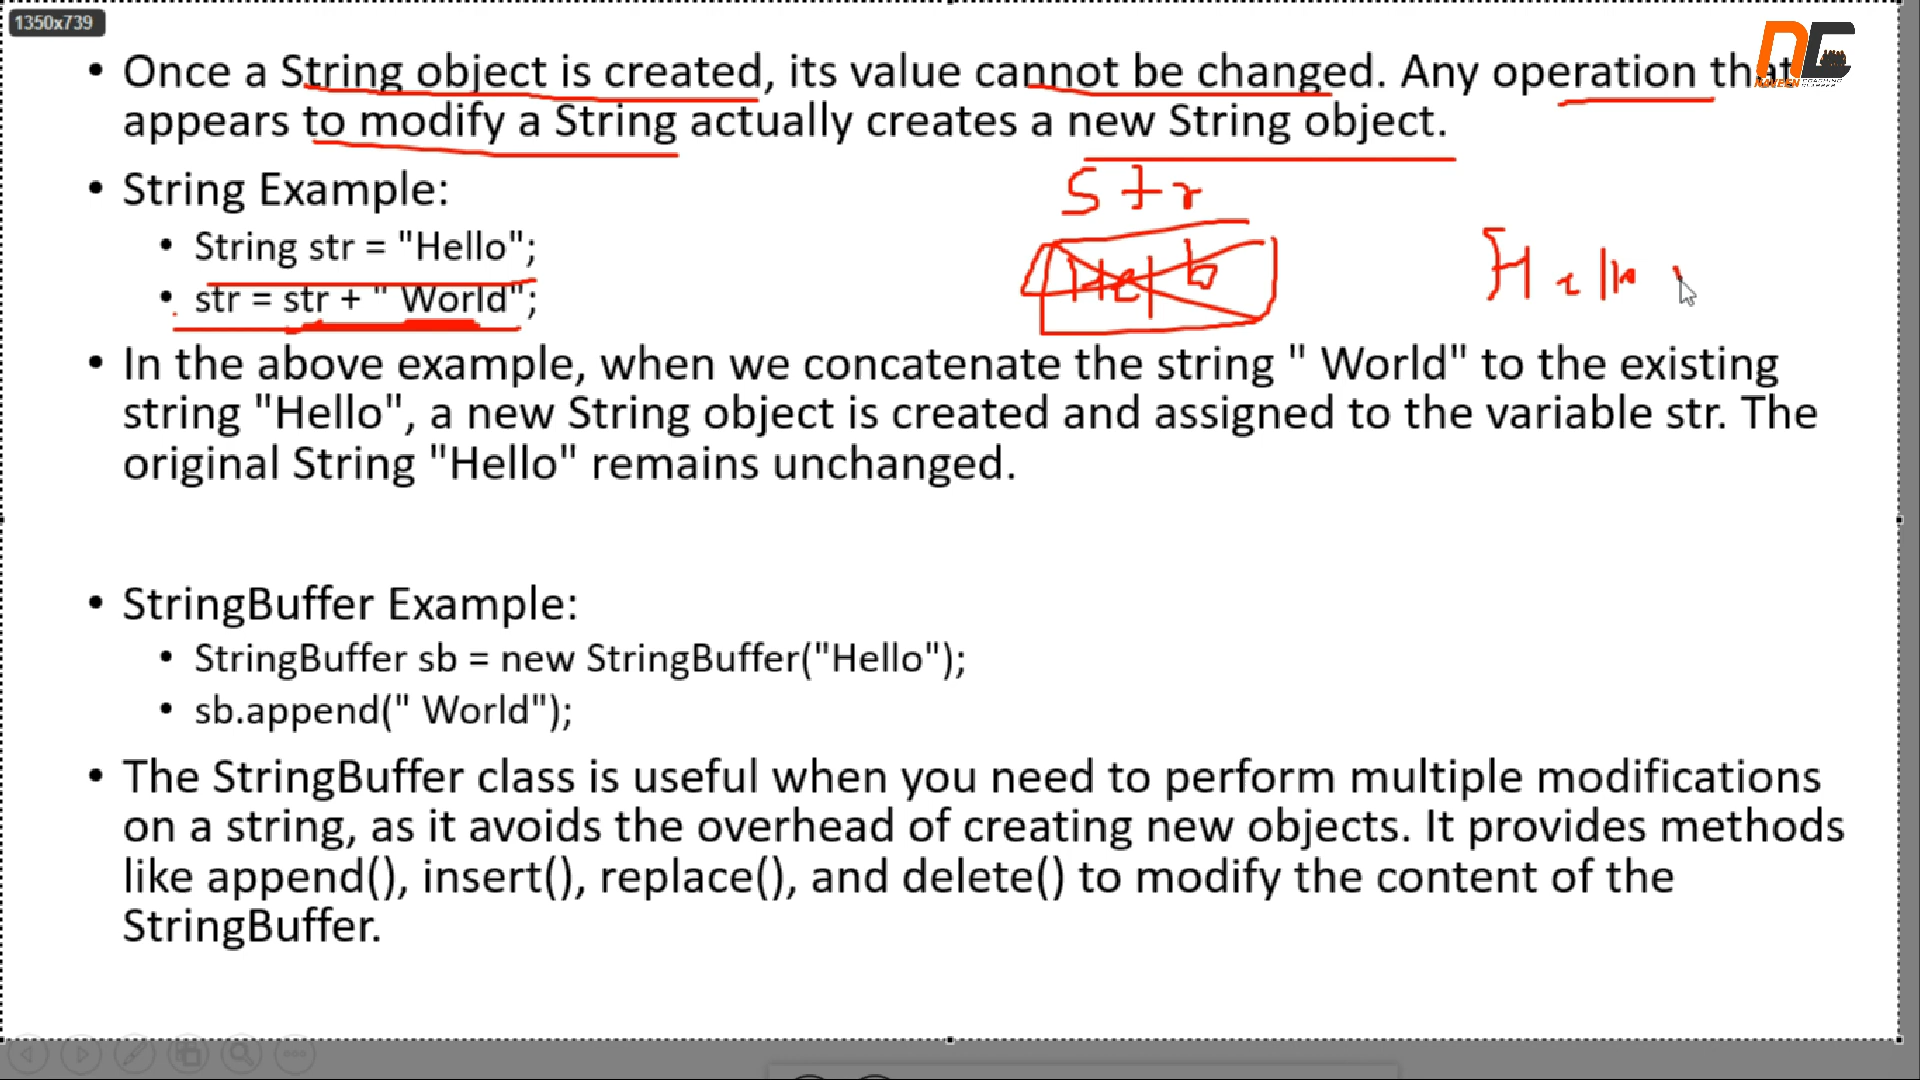 1350x739
• Once a String object is created, its value cannot be changed. Any operation that
appears to modify a String actually creates a new String object.
• String Example:
• String str = "Hello";
• str = str + " World";
Str
Hello
• In the above example, when we concatenate the string " World" to the existing
string "Hello", a new String object is created and assigned to the variable str. The
original String "Hello" remains unchanged.
• StringBuffer Example:
• StringBuffer sb = new StringBuffer("Hello");
• sb.append(" World");
• The StringBuffer class is useful when you need to perform multiple modifications
on a string, as it avoids the overhead of creating new objects. It provides methods
like append(), insert(), replace(), and delete() to modify the content of the
StringBuffer.